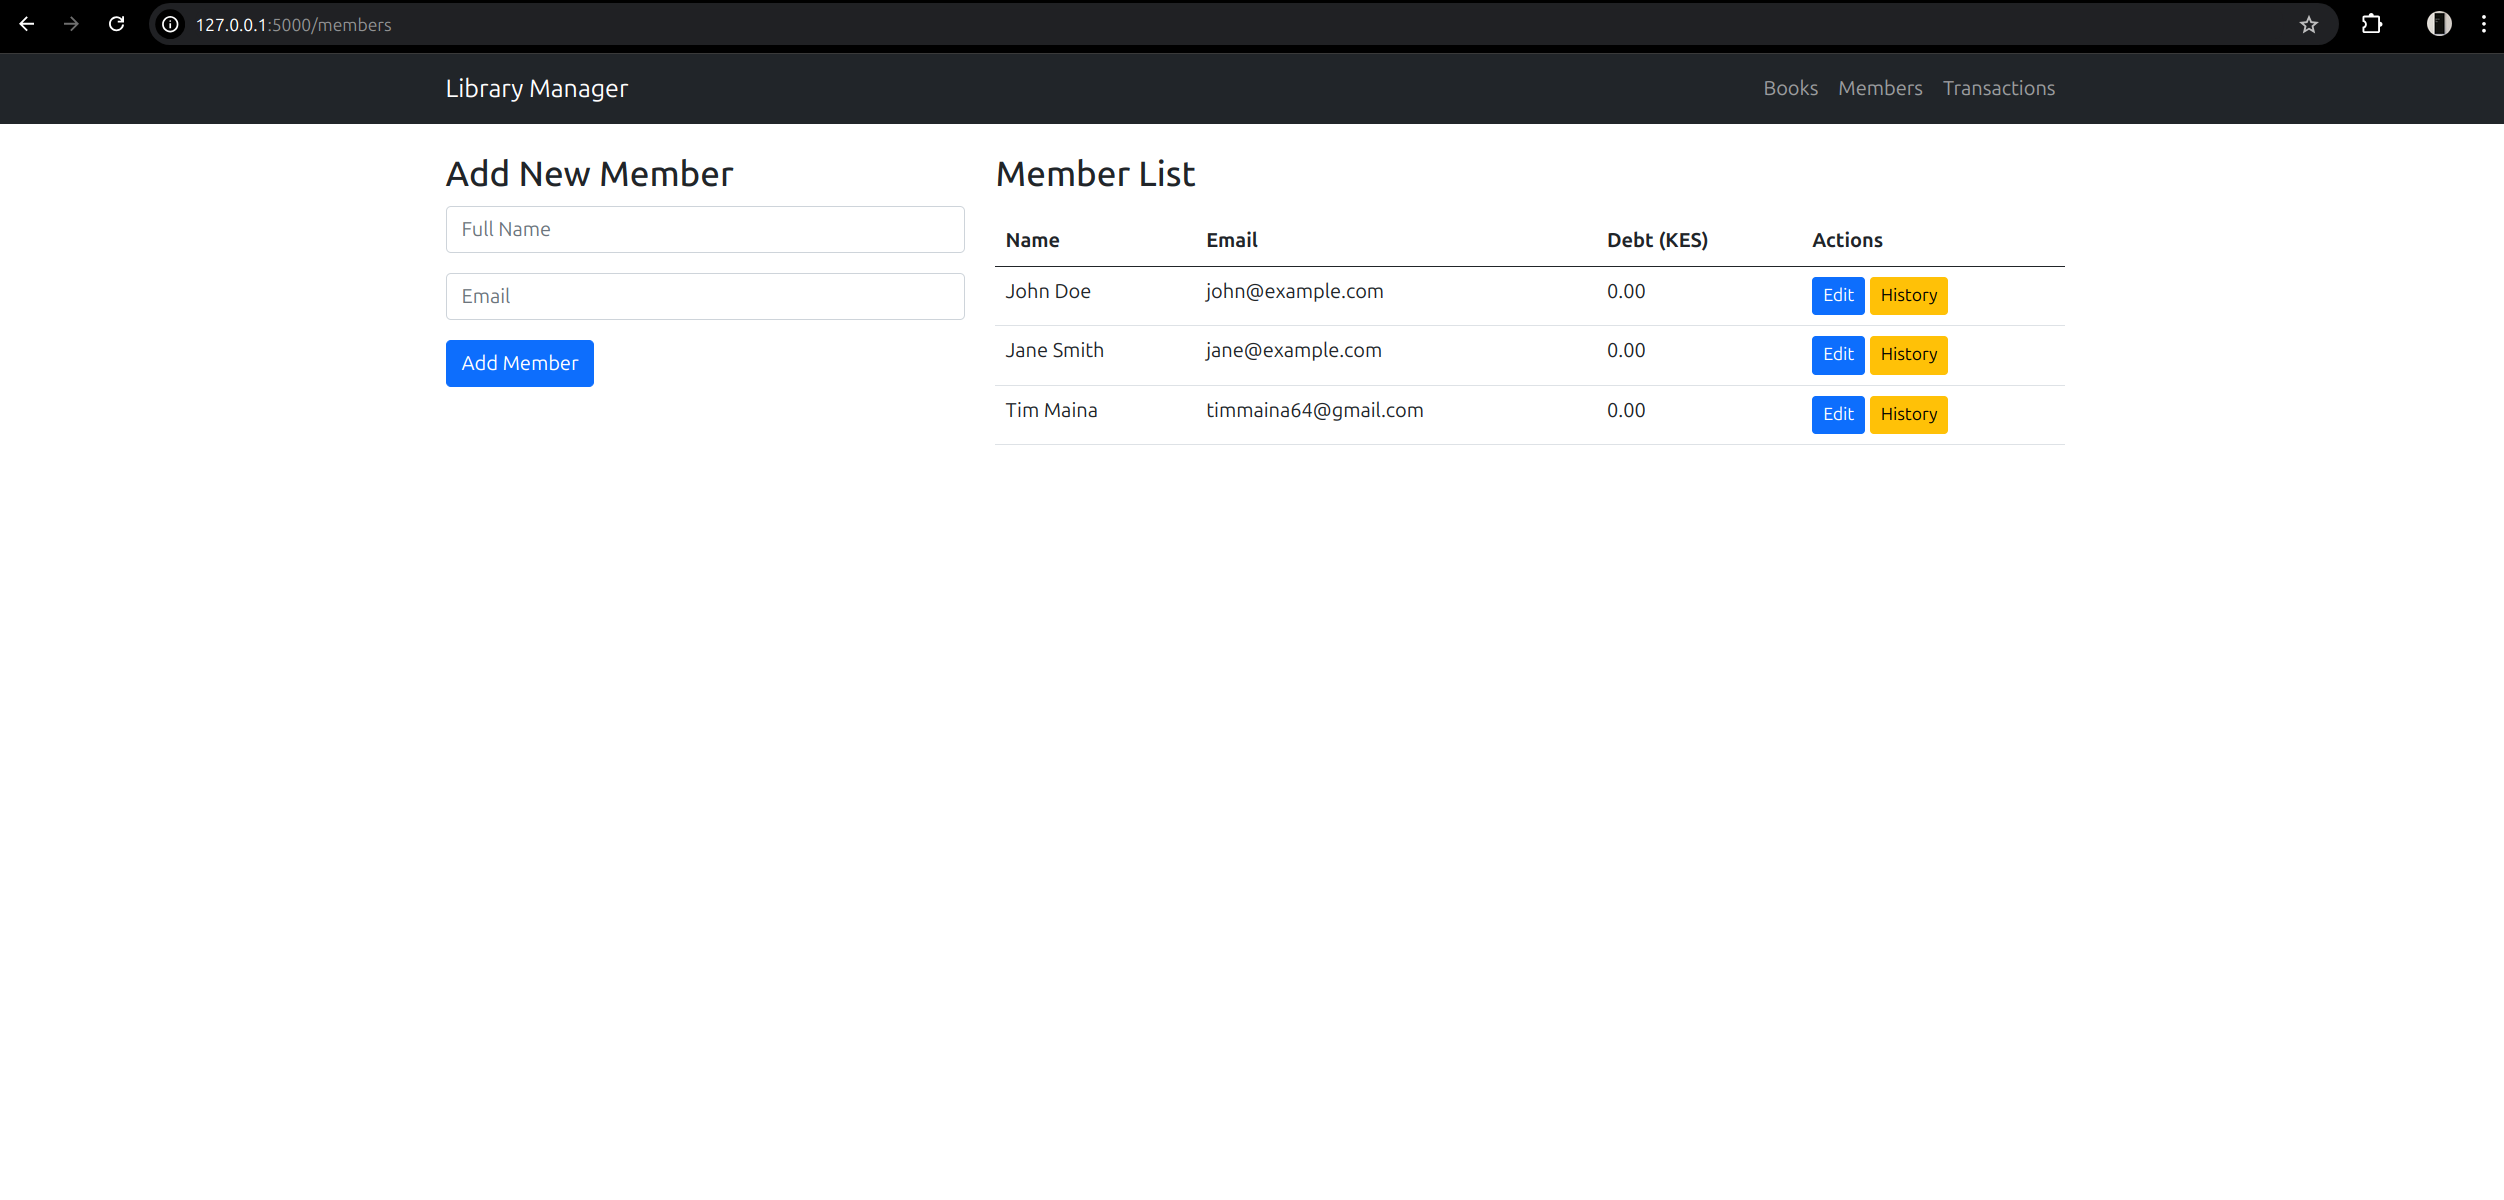 127.0.0.1:5000/members
Library Manager
Books Members Transactions
Add New Member
Full Name
Email
Add Member
Member List
Name Email Debt (KES) Actions
John Doe john@example.com 0.00 Edit History
Jane Smith jane@example.com 0.00 Edit History
Tim Maina timmaina64@gmail.com 0.00 Edit History